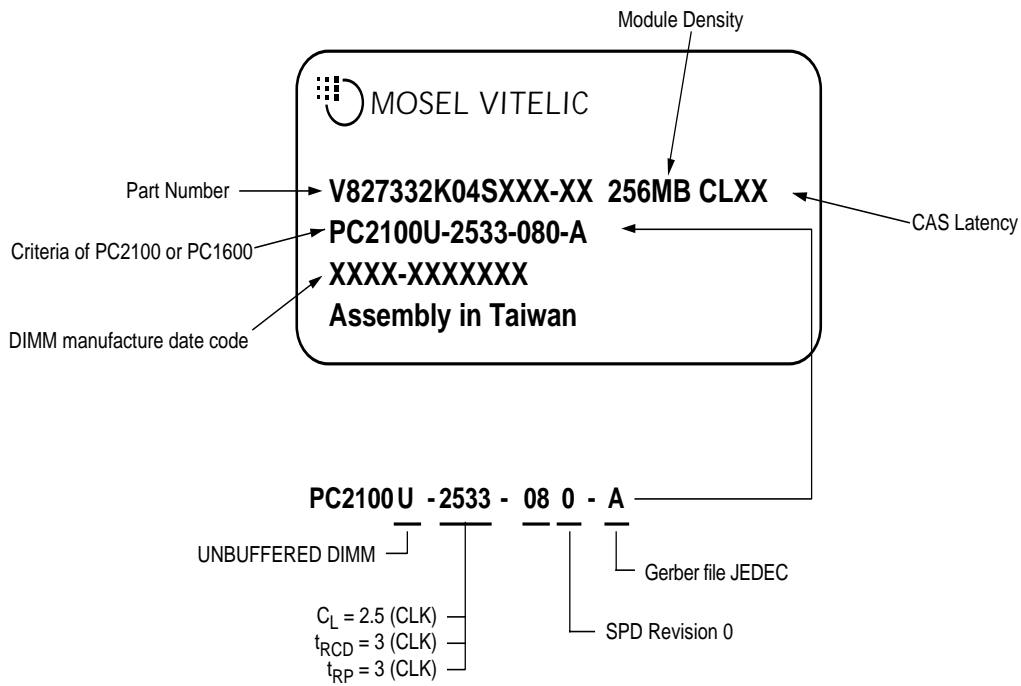 Module Density
MOSEL VITELIC
Part Number
V827332K04SXXX-XX 256MB CLXX
CAS Latency
Criteria of PC2100 or PC1600
PC2100U-2533-080-A
XXXX-XXXXXXX
DIMM manufacture date code
Assembly in Taiwan
PC2100 U - 2533 - 08 0 - A
UNBUFFERED DIMM
Gerber file JEDEC
CL = 2.5 (CLK)
tRCD = 3 (CLK)
tRP = 3 (CLK)
SPD Revision 0